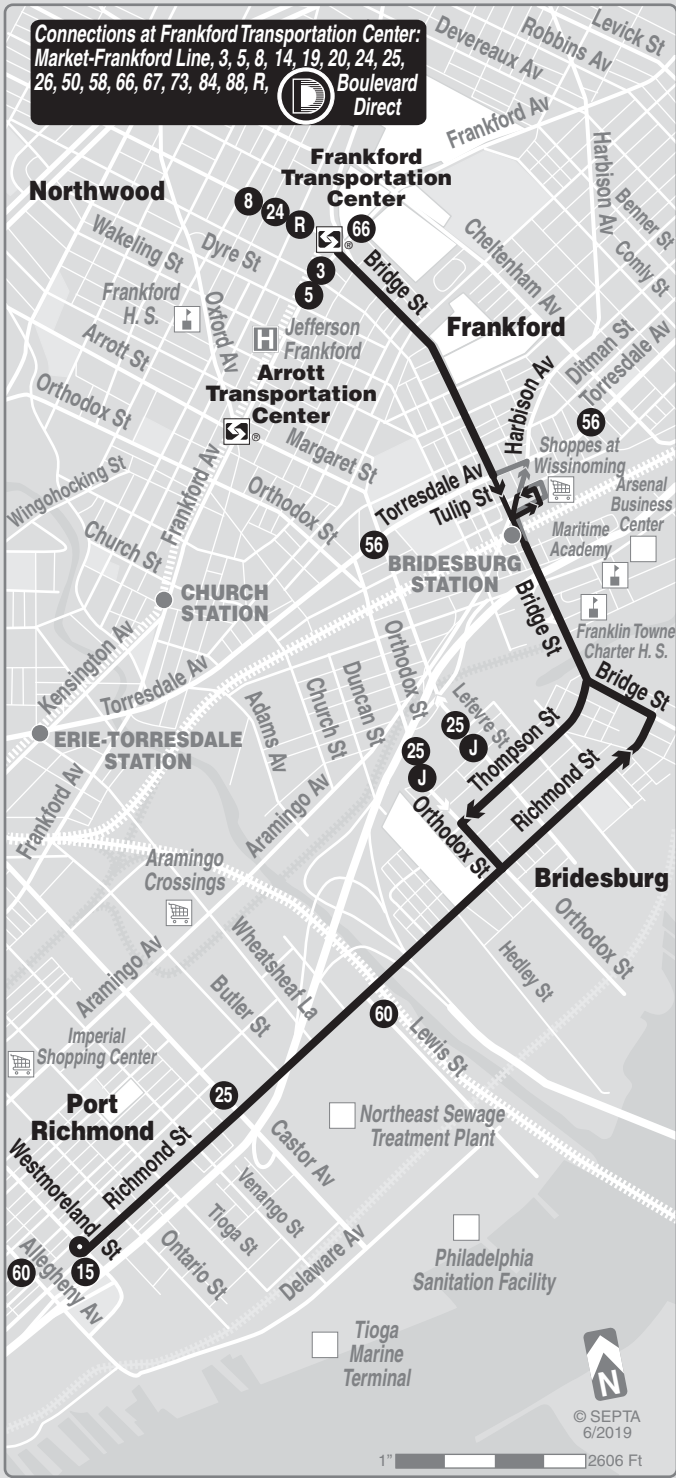 Connections at Frankford Transportation Center:
Market-Frankford Line, 3, 5, 8, 14, 19, 20, 24, 25,
26, 50, 58, 66, 67, 73, 84, 88, R, D Boulevard
Direct
Levick St
Robbins Av
Devereaux Av
Frankford Av
Harbison Av
Benner St
Comly St
Frankford
Transportation
Center
Northwood
8
24
R
66
3
5
Wakeling St
Dyre St
Bridge St
Cheltenham Av
Frankford
H. S.
Oxford Av
H
Jefferson
Frankford
Frankford
Ditman St
Torresdale Av
Arrott St
Arrott
Transportation
Center
®
®
Harbison Av
56
Orthodox St
Margaret St
Shoppes at
Wissinoming
Wingohocking St
Frankford Av
Orthodox St
Torresdale Av
Tulip St
Arsenal
Business
Center
Church St
56
BRIDESBURG
STATION
Maritime
Academy
CHURCH
STATION
Bridge St
Franklin Towne
Charter H. S.
Kensington Av
Torresdale Av
Orthodox St
Duncan St
Church St
Adams Av
Lefevre St
Bridge St
ERIE-TORRESDALE
STATION
25
J
25
J
Thompson St
Richmond St
Frankford Av
Aramingo Av
Orthodox St
Aramingo
Crossings
Bridesburg
Orthodox St
Aramingo Av
Wheatsheaf La
Butler St
Hedley St
60
Lewis St
Imperial
Shopping Center
25
Port
Richmond
Northeast Sewage
Treatment Plant
Richmond St
Castor Av
Westmoreland St
Venango St
Tioga St
Ontario St
Delaware Av
Philadelphia
Sanitation Facility
60
15
Allegheny Av
Tioga
Marine
Terminal
N
© SEPTA
6/2019
1" 2606 Ft